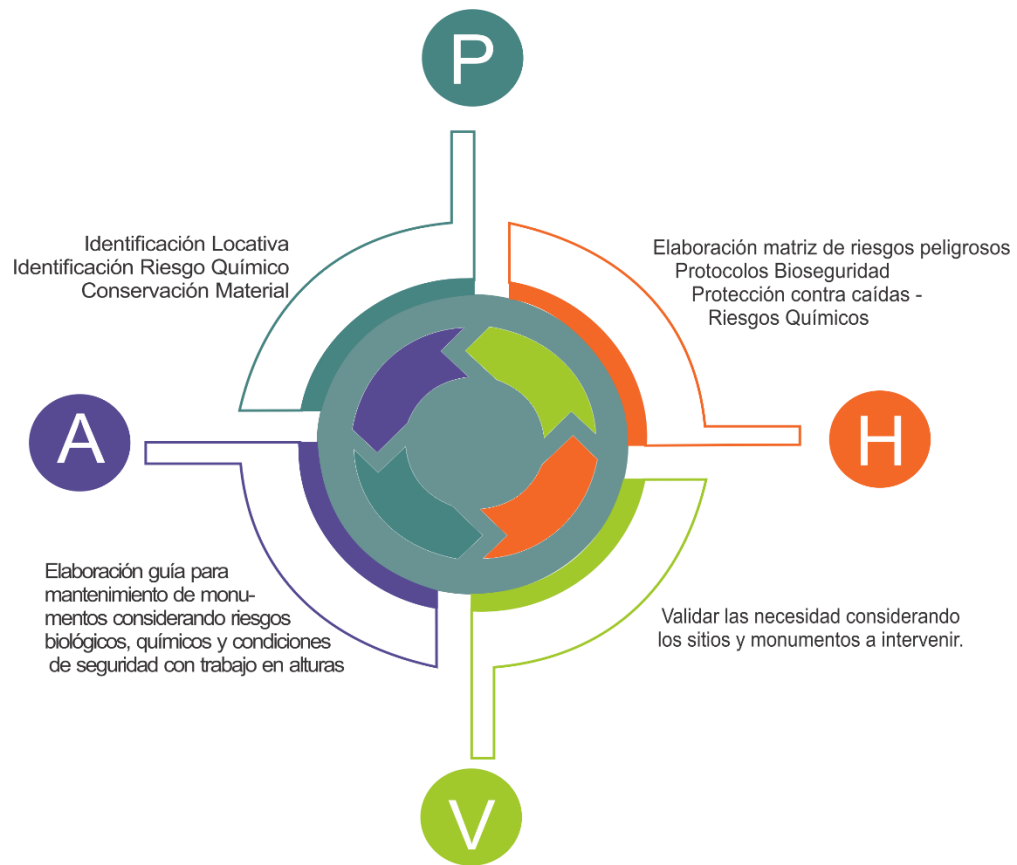 P
Identificación Locativa
Identificación Riesgo Químico
Conservación Material
Elaboración matriz de riesgos peligrosos
Protocolos Bioseguridad
Protección contra caídas -
Riesgos Químicos
H
A
Elaboración guía para
mantenimiento de monu-
mentos considerando riesgos
biológicos, químicos y condiciones
de seguridad con trabajo en alturas
Validar las necesidad considerando
los sitios y monumentos a intervenir.
V